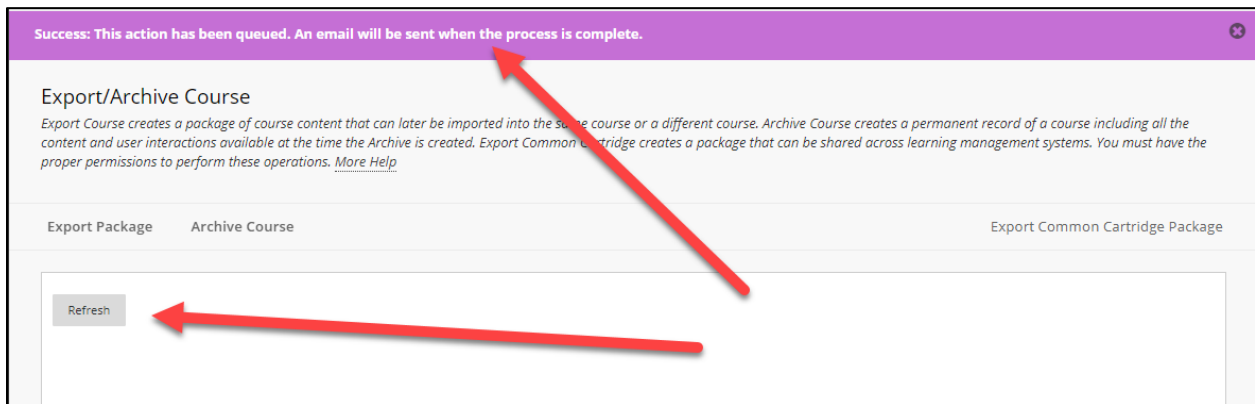 Success: This action has been queued. An email will be sent when the process is complete.
Export/Archive Course
Export Course creates a package of course content that can later be imported into the same course or a different course. Archive Course creates a permanent record of a course including all the
content and user interactions available at the time the Archive is created. Export Common Cartridge creates a package that can be shared across learning management systems. You must have the
proper permissions to perform these operations. More Help
Export Package Archive Course Export Common Cartridge Package
Refresh